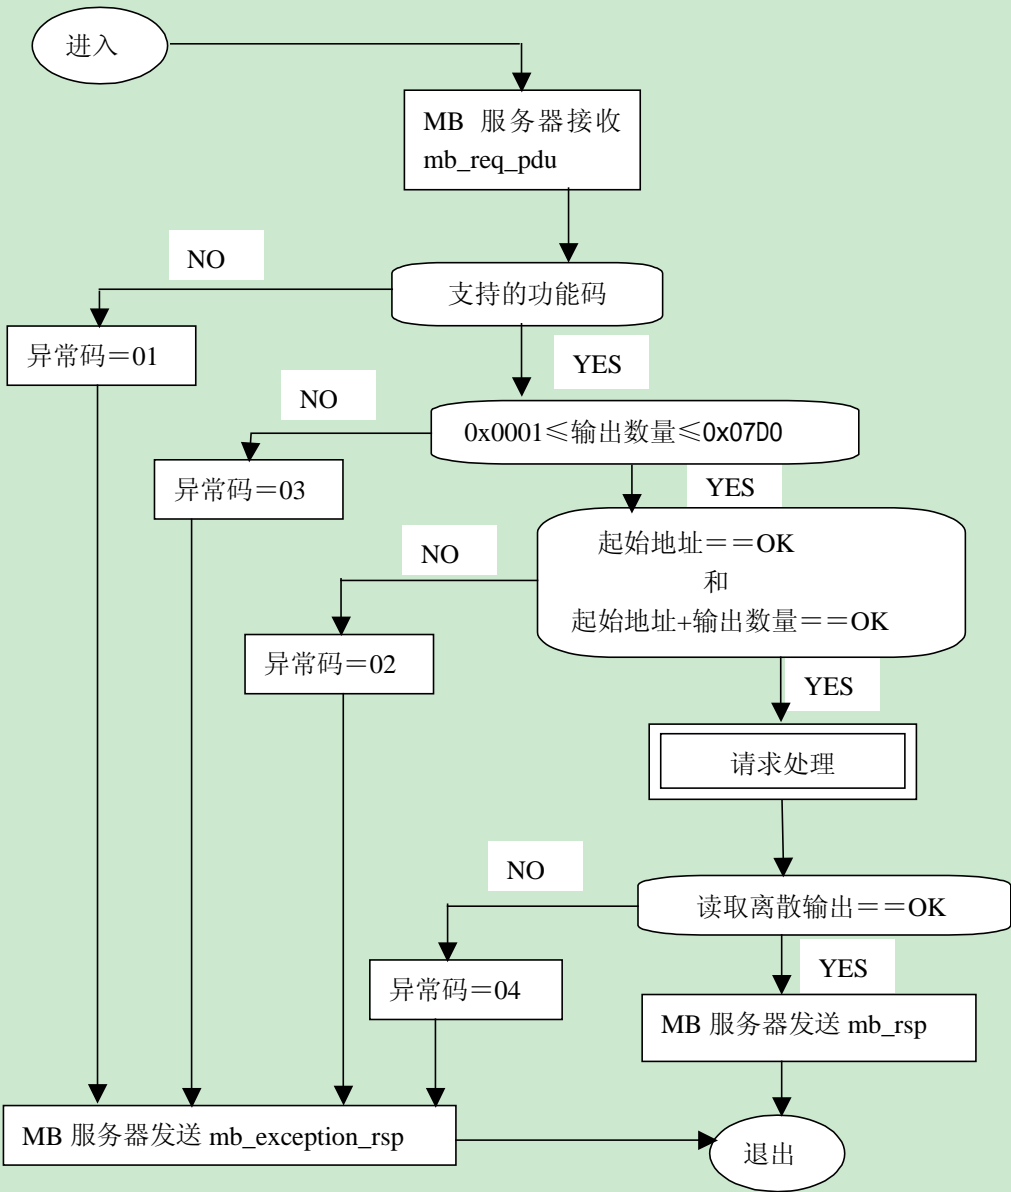 进入
MB 服务器接收
mb_req_pdu
NO
支持的功能码
异常码＝01
YES
NO
0x0001≤输出数量≤0x07D0
异常码＝03
YES
起始地址＝＝OK
NO
和
起始地址+输出数量＝＝OK
异常码＝02
YES
请求处理
NO
读取离散输出＝＝OK
YES
异常码＝04
MB 服务器发送 mb_rsp
MB 服务器发送 mb_exception_rsp
退出